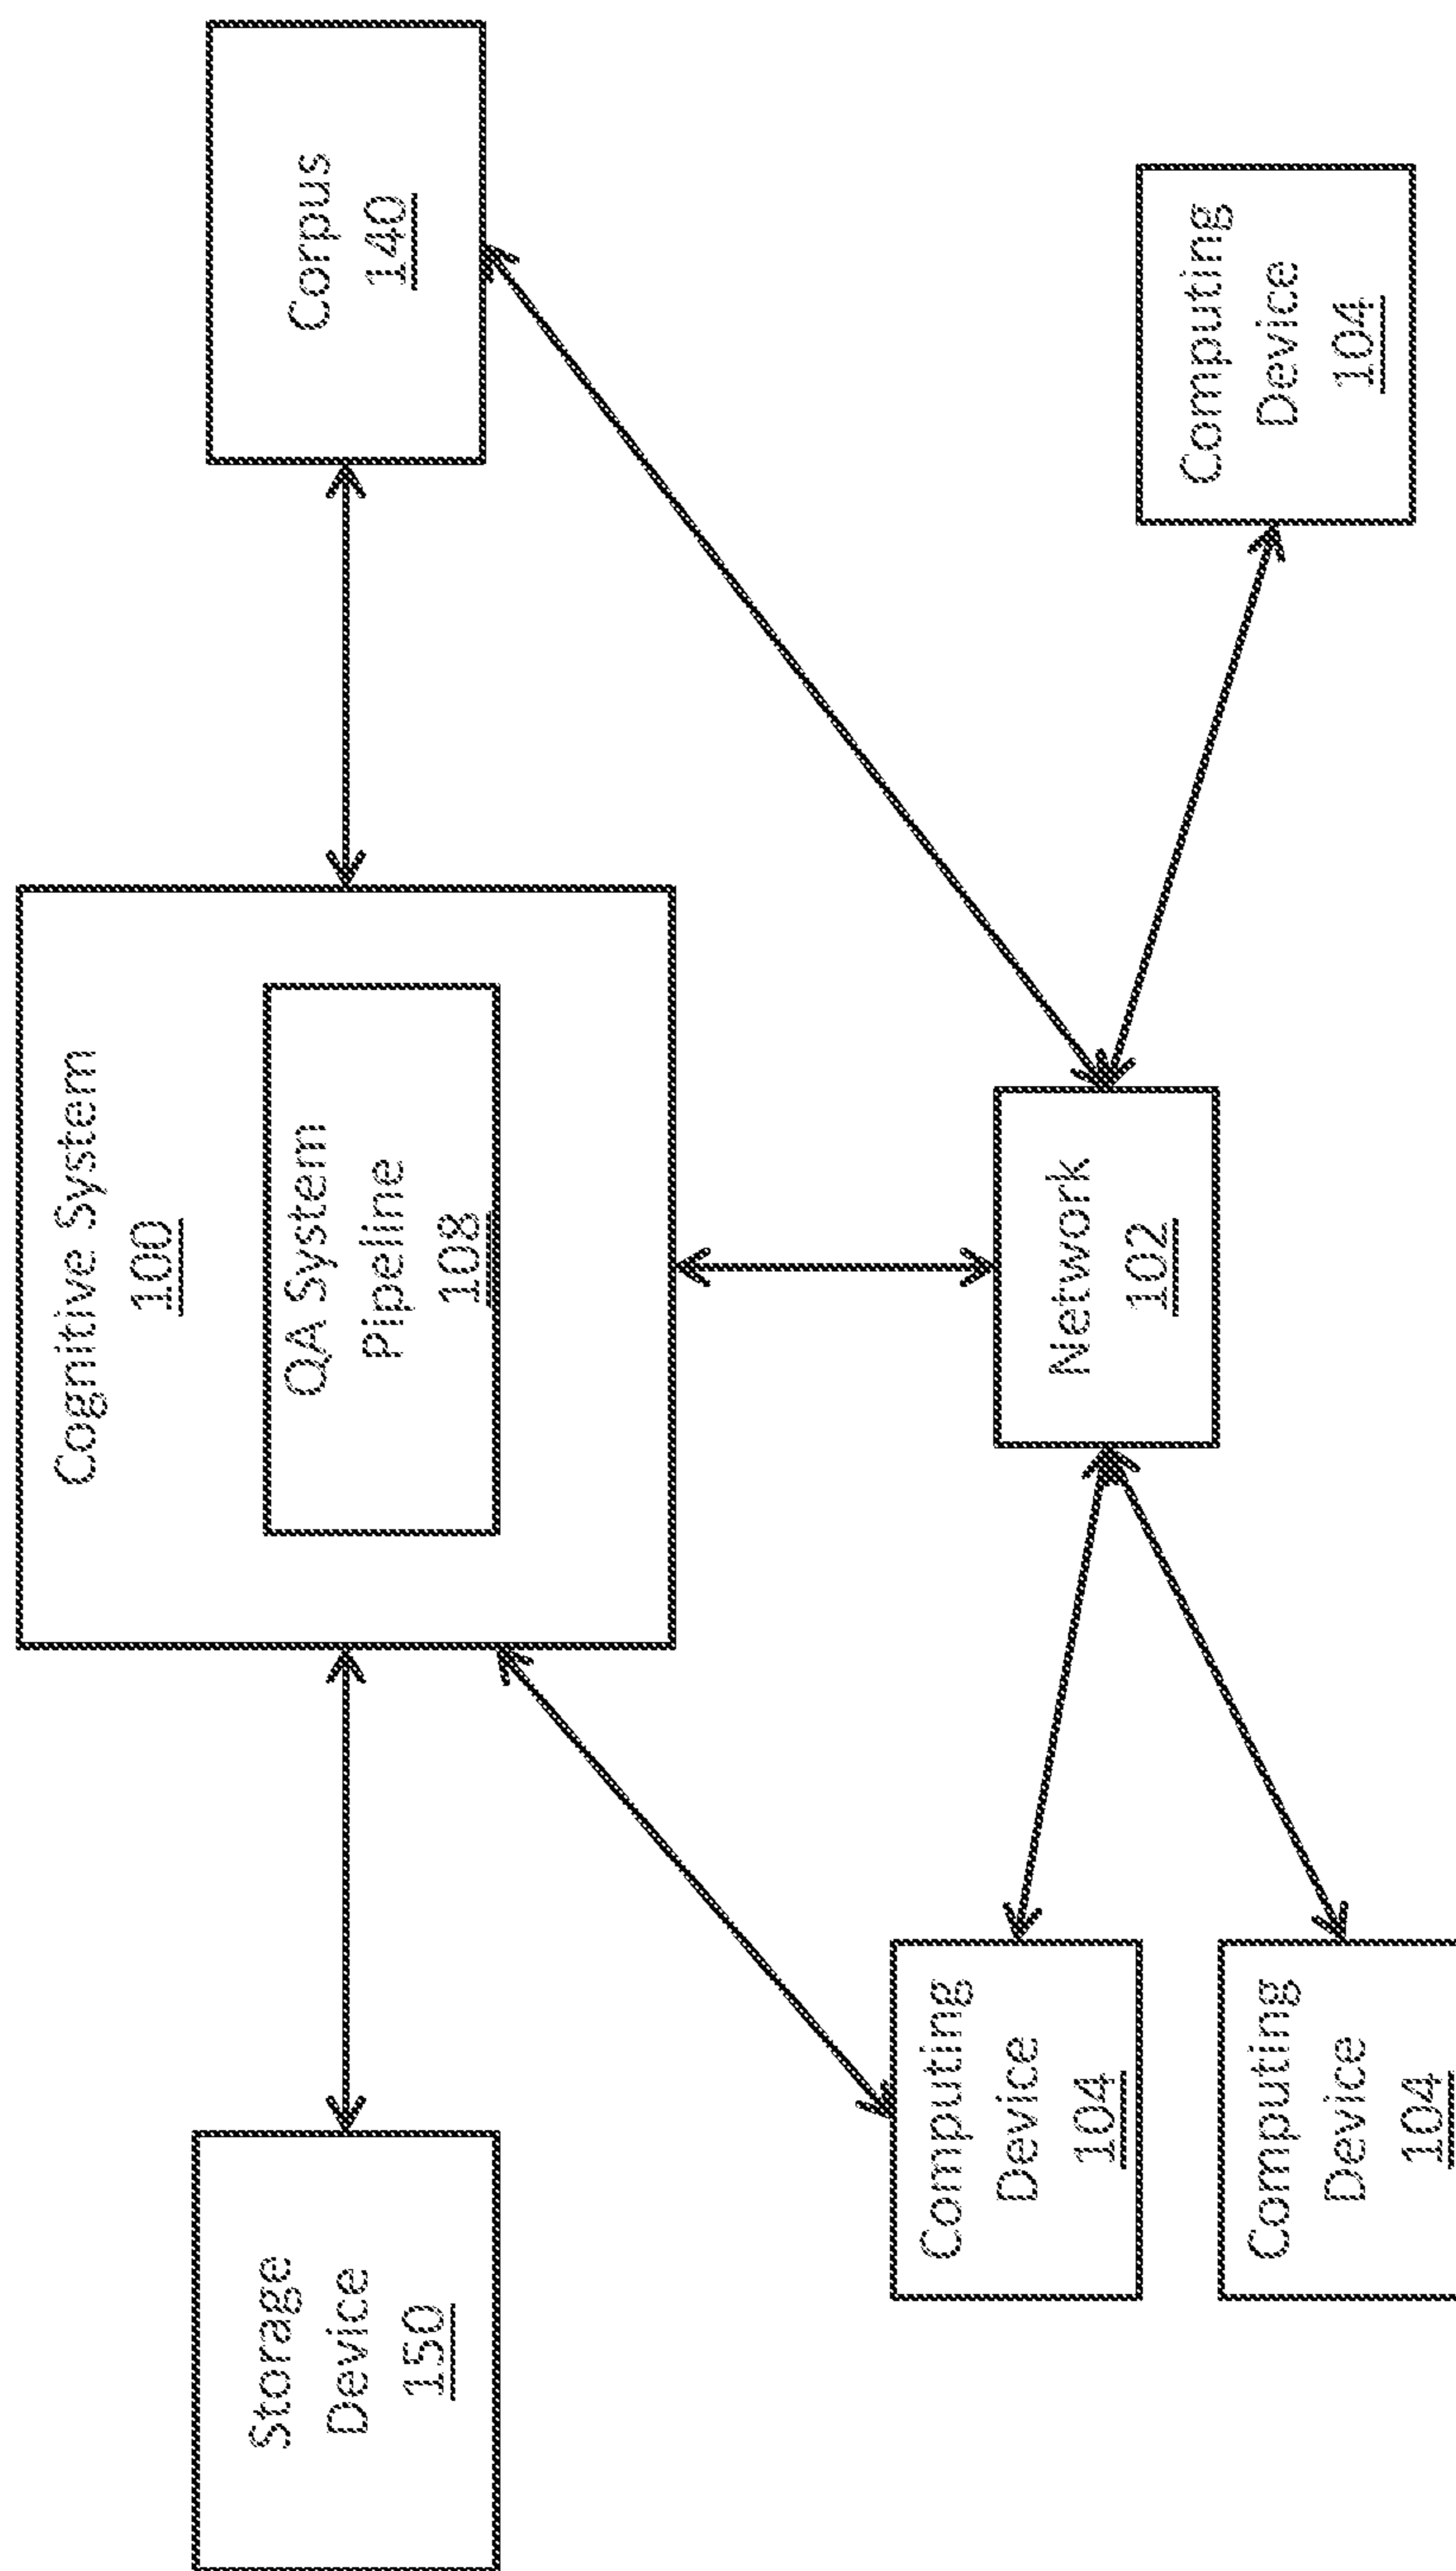 Storage
Device
150
Cognitive System
100
QA System
Pipeline
108
Corpus
140
Computing
Device
104
Network
102
Computing
Device
104
Computing
Device
104